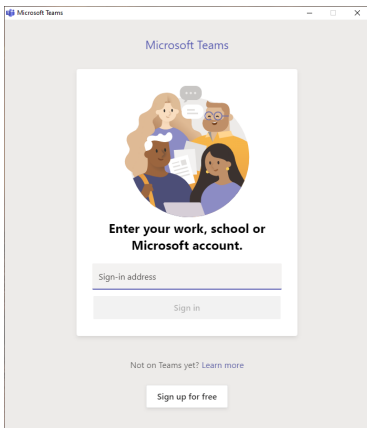 Microsoft Teams
Microsoft Teams
Enter your work, school or
Microsoft account.
Sign-in address
Sign in
Not on Teams yet? Learn more
Sign up for free